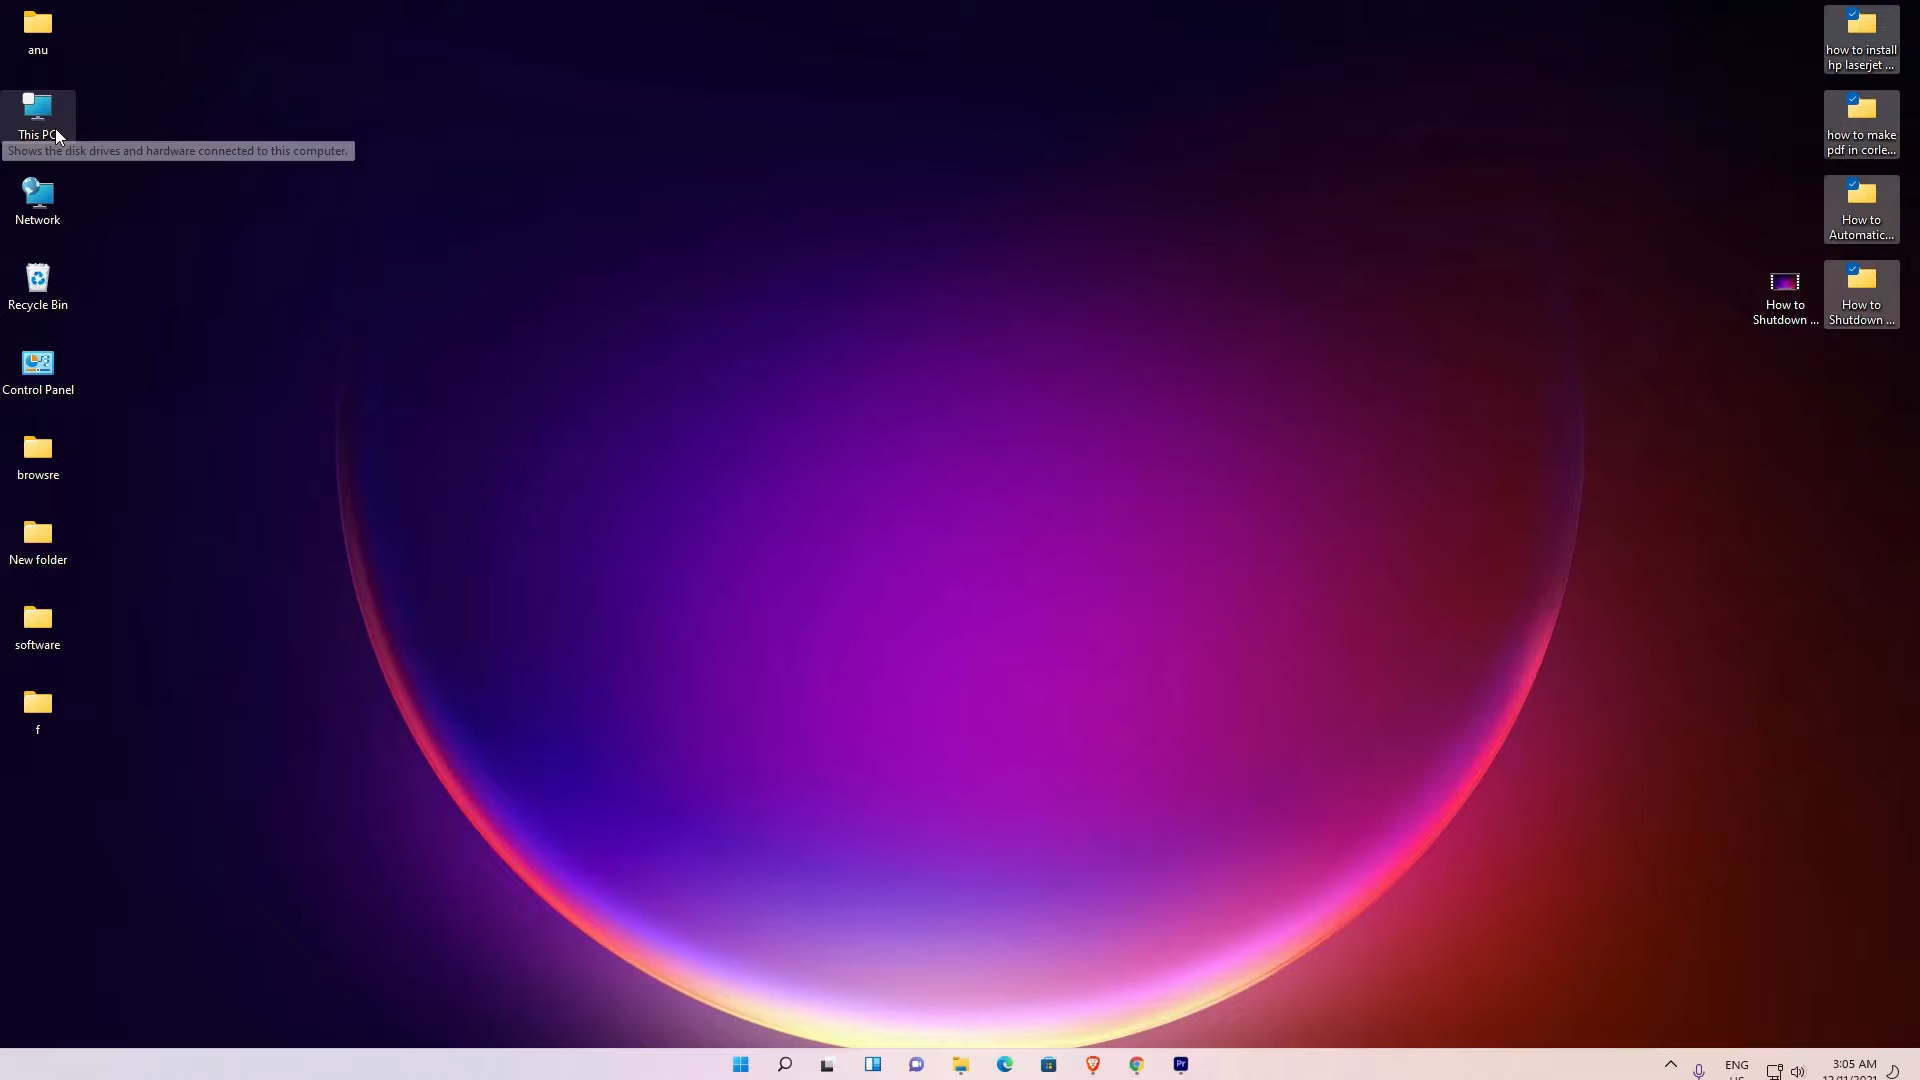 anu
This PC
Shows the disk drives and hardware connected to this computer.
Network
Recycle Bin
Control Panel
browsre
New folder
software
f
how to install
hp laserjet ...
how to make
pdf in corle...
How to
Automatic...
How to
Shutdown ...
How to
Shutdown ...
Pr
ENG
US
3:05 AM
12/11/2021